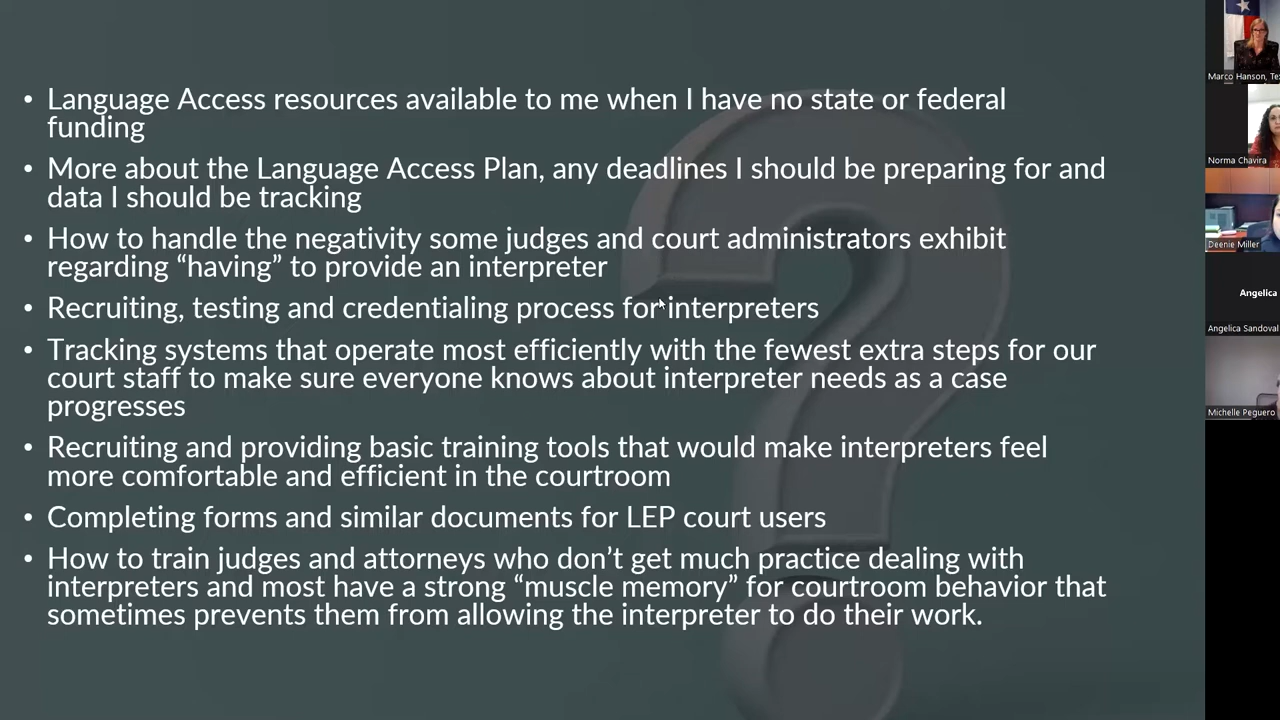 • Language Access resources available to me when I have no state or federal
funding
• More about the Language Access Plan, any deadlines I should be preparing for and
data I should be tracking
• How to handle the negativity some judges and court administrators exhibit
regarding “having” to provide an interpreter
• Recruiting, testing and credentialing process for interpreters
• Tracking systems that operate most efficiently with the fewest extra steps for our
court staff to make sure everyone knows about interpreter needs as a case
progresses
• Recruiting and providing basic training tools that would make interpreters feel
more comfortable and efficient in the courtroom
• Completing forms and similar documents for LEP court users
• How to train judges and attorneys who don’t get much practice dealing with
interpreters and most have a strong “muscle memory” for courtroom behavior that
sometimes prevents them from allowing the interpreter to do their work.
Marco Hanson, Te
Norma Chavira
Deenie Miller
Angelica
Angelica Sandoval
Michelle Peguero